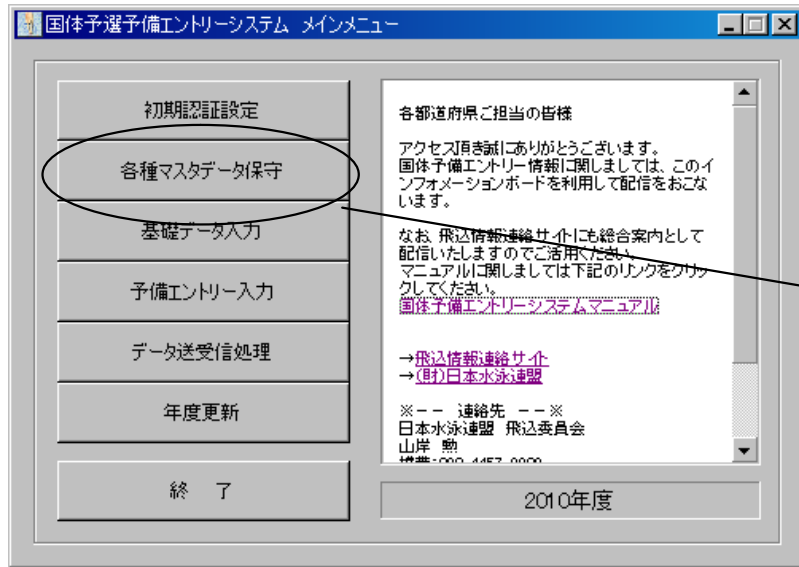 国体予選予備エントリーシステム メインメニュー
初期認証設定
各種マスタデータ保守
基礎データ入力
予備エントリー入力
データ送受信処理
年度更新
終 了
各都道府県ご担当の皆様
アクセス頂き誠にありがとうございます。
国体予備エントリー情報に関しましては、このイ
ンフォメーションボードを利用して配信をおこな
います。
なお、飛込情報連絡サイトにも総合案内として
配信いたしますのでご活用ください。
マニュアルに関しましては下記のリンクをクリッ
クしてください。
国体予備エントリーシステムマニュアル
→飛込情報連絡サイト
→(財)日本水泳連盟
※−− 連絡先 −−※
日本水泳連盟 飛込委員会
山岸 勲
2010年度